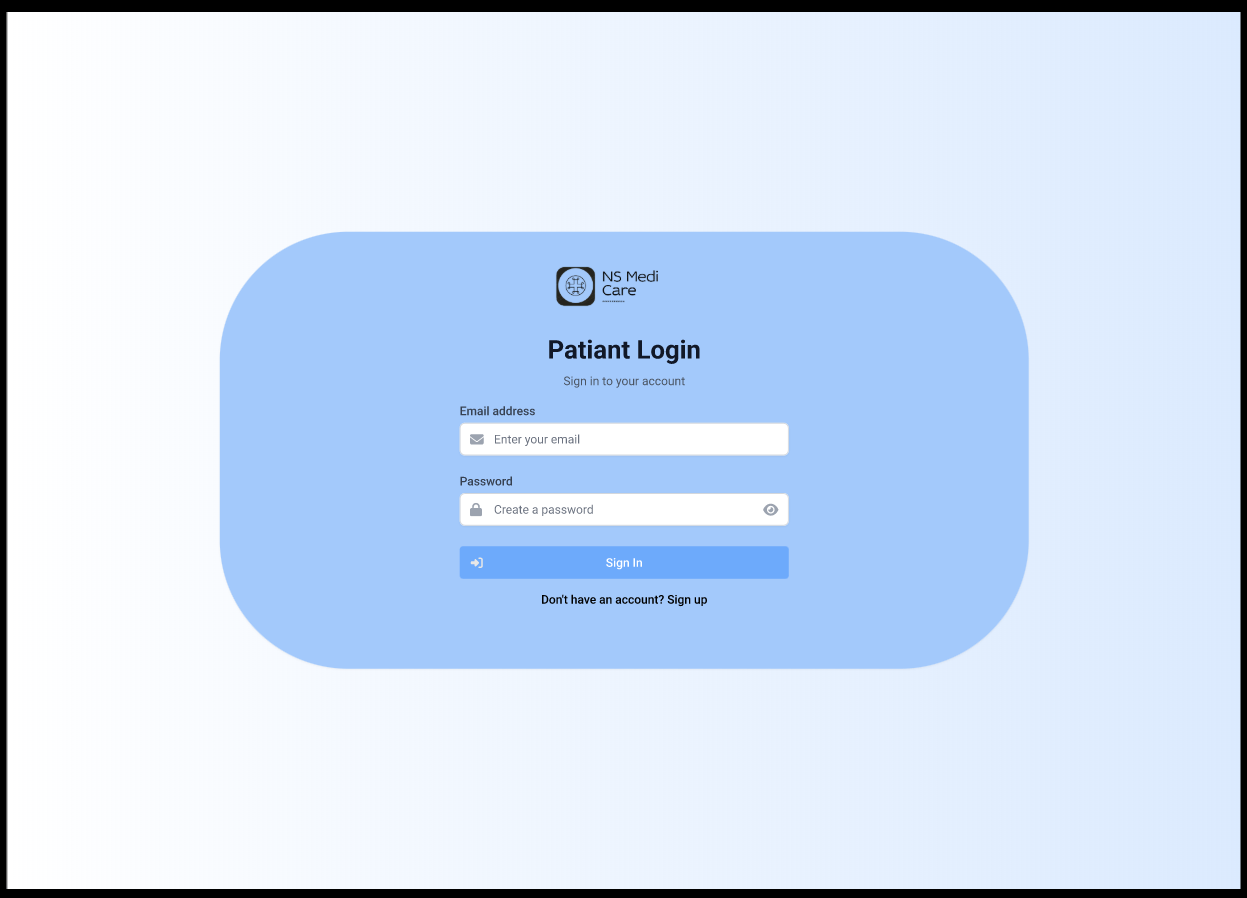 NS Medi
Care
Patiant Login
Sign in to your account
Email address
Enter your email
Password
Create a password
Sign In
Don't have an account? Sign up